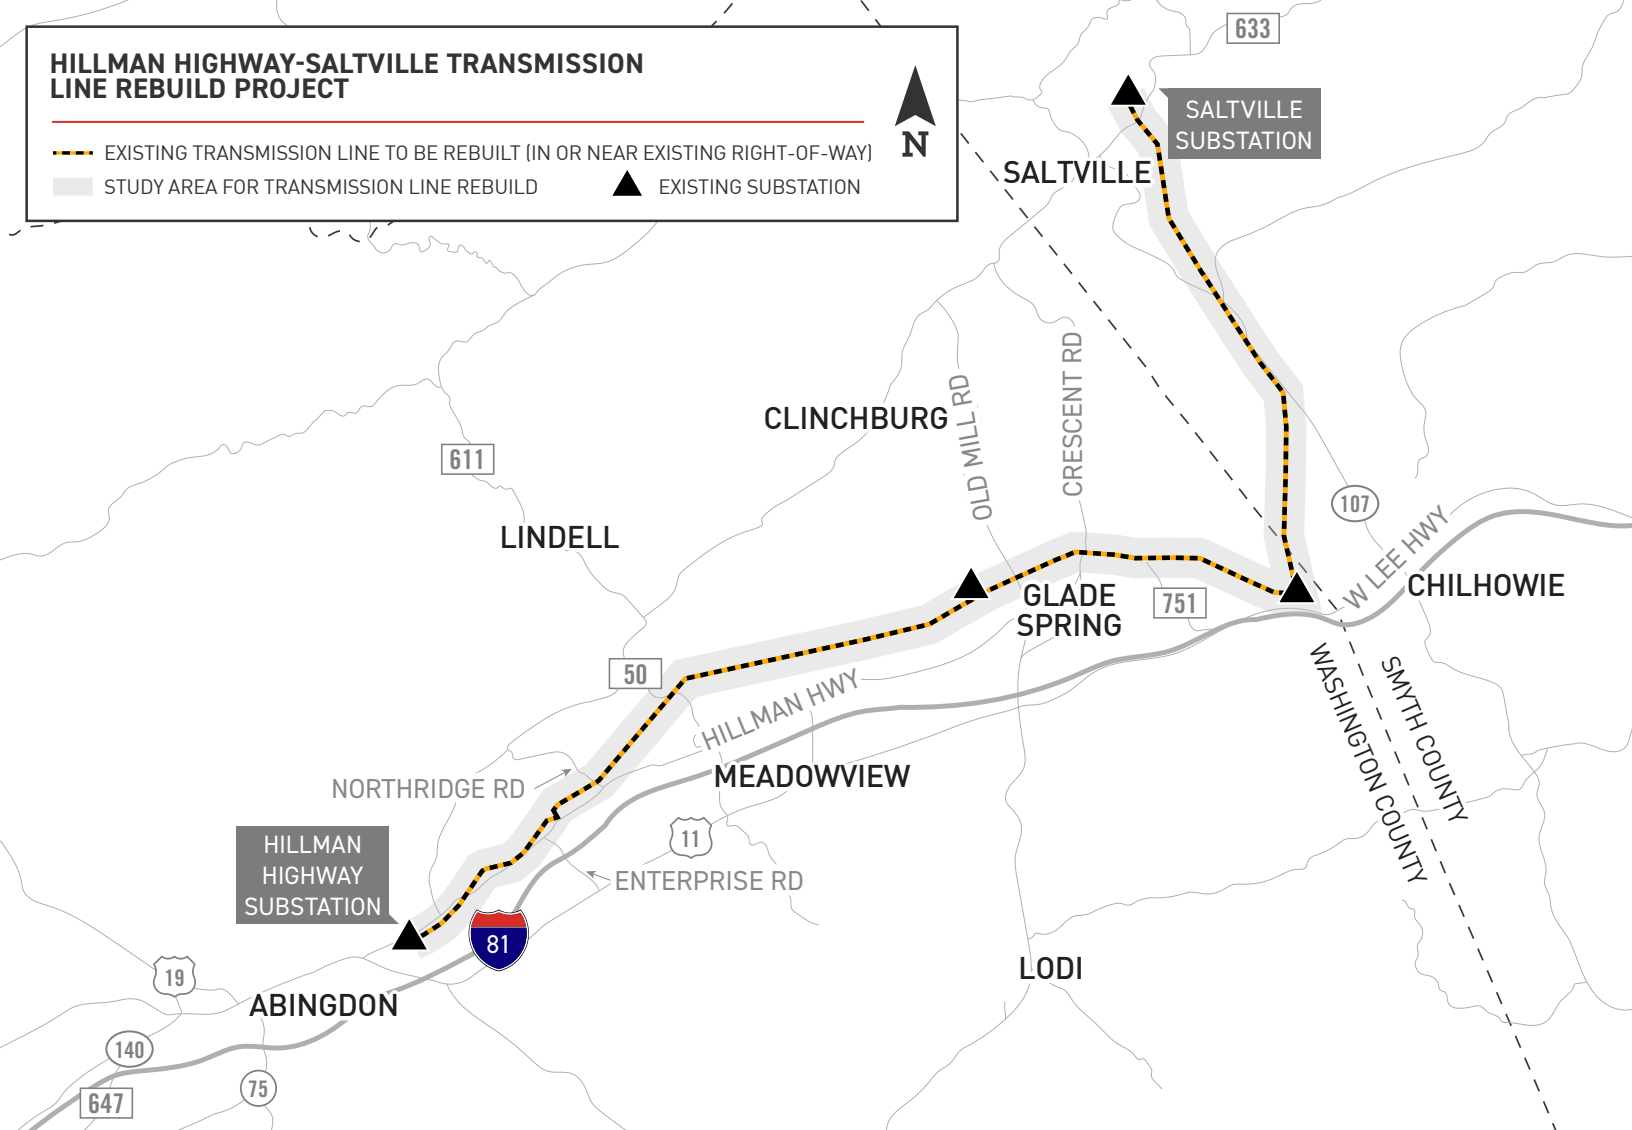 HILLMAN HIGHWAY-SALTVILLE TRANSMISSION
LINE REBUILD PROJECT
N
EXISTING TRANSMISSION LINE TO BE REBUILT (IN OR NEAR EXISTING RIGHT-OF-WAY)
STUDY AREA FOR TRANSMISSION LINE REBUILD
EXISTING SUBSTATION
633
SALTVILLE
SUBSTATION
SALTVILLE
CRESCENT RD
OLD MILL RD
CLINCHBURG
611
107
LINDELL
W LEE HWY
CHILHOWIE
GLADE
SPRING
751
50
HILLMAN HWY
WASHINGTON COUNTY
SMYTH COUNTY
NORTHRIDGE RD
MEADOWVIEW
11
HILLMAN
HIGHWAY
SUBSTATION
ENTERPRISE RD
81
19
LODI
ABINGDON
140
75
647